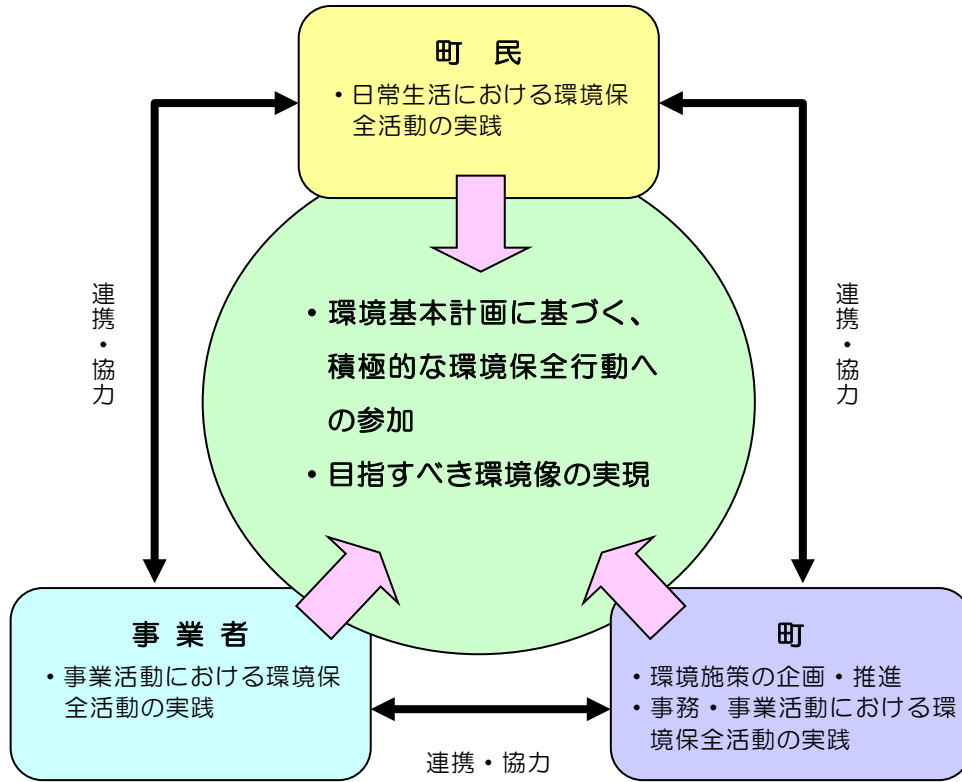 町 民
・日常生活における環境保
全活動の実践
連携・協力
連携・協力
・環境基本計画に基づく、
積極的な環境保全行動へ
の参加
・目指すべき環境像の実現
事 業 者
・事業活動における環境保
全活動の実践
町
・環境施策の企画・推進
・事務・事業活動における環
境保全活動の実践
連携・協力